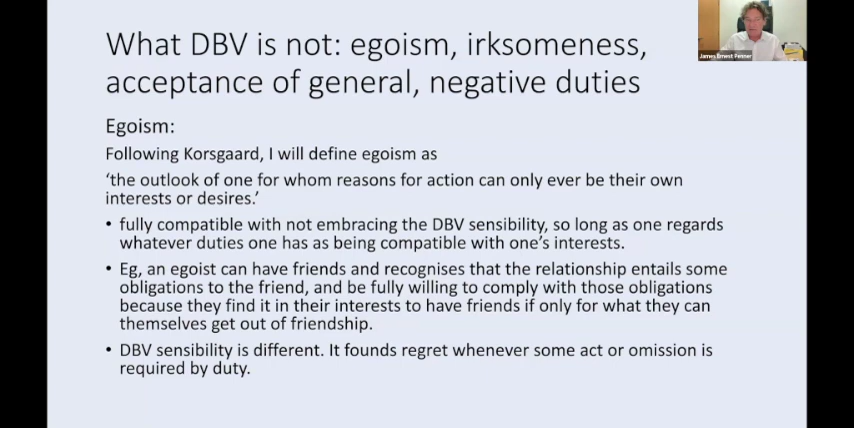 What DBV is not: egoism, irksomeness,
acceptance of general, negative duties
James Ernest Penner
Egoism:
Following Korsgaard, I will define egoism as
‘the outlook of one for whom reasons for action can only ever be their own
interests or desires.’
• fully compatible with not embracing the DBV sensibility, so long as one regards
whatever duties one has as being compatible with one’s interests.
• Eg, an egoist can have friends and recognises that the relationship entails some
obligations to the friend, and be fully willing to comply with those obligations
because they find it in their interests to have friends if only for what they can
themselves get out of friendship.
• DBV sensibility is different. It founds regret whenever some act or omission is
required by duty.